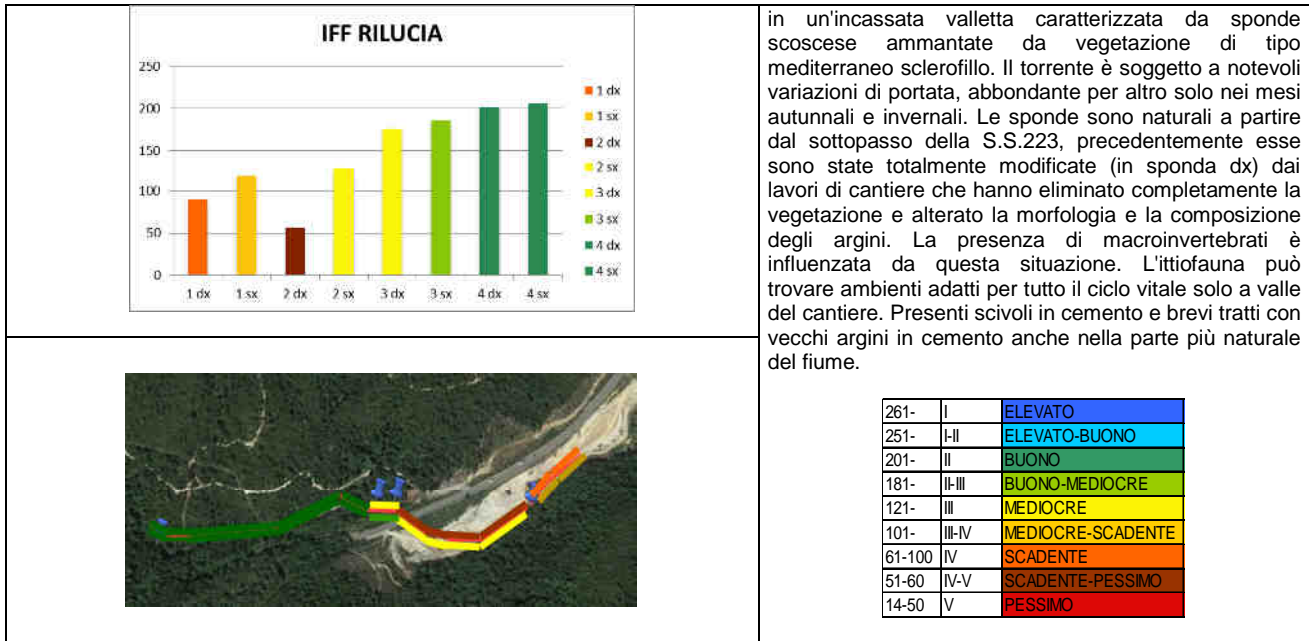 IFF RILUCIA
250
200
150
100
50
0
1 dx 1 sx 2 dx 2 sx 3 dx 3 sx 4 dx 4 sx
1 dx
1 sx
2 dx
2 sx
3 dx
3 sx
4 dx
4 sx
in un'incassata valletta caratterizzata da sponde
scoscese ammantate da vegetazione di tipo
mediterraneo sclerofillo. Il torrente è soggetto a notevoli
variazioni di portata, abbondante per altro solo nei mesi
autunnali e invernali. Le sponde sono naturali a partire
dal sottopasso della S.S.223, precedentemente esse
sono state totalmente modificate (in sponda dx) dai
lavori di cantiere che hanno eliminato completamente la
vegetazione e alterato la morfologia e la composizione
degli argini. La presenza di macroinvertebrati è
influenzata da questa situazione. L'ittiofauna può
trovare ambienti adatti per tutto il ciclo vitale solo a valle
del cantiere. Presenti scivoli in cemento e brevi tratti con
vecchi argini in cemento anche nella parte più naturale
del fiume.
261- I ELEVATO
251- I-II ELEVATO-BUONO
201- II BUONO
181- II-III BUONO-MEDIOCRE
121- III MEDIOCRE
101- III-IV MEDIOCRE-SCADENTE
61-100 IV SCADENTE
51-60 IV-V SCADENTE-PESSIMO
14-50 V PESSIMO